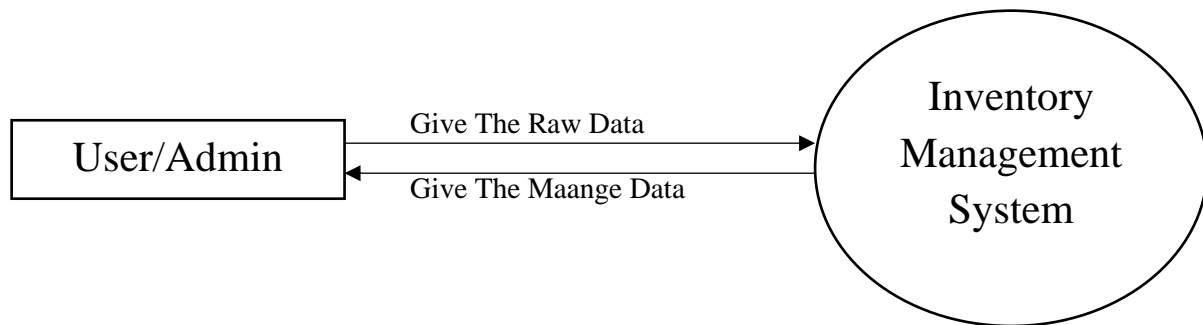 User/Admin
Give The Raw Data
Give The Maange Data
Inventory
Management
System